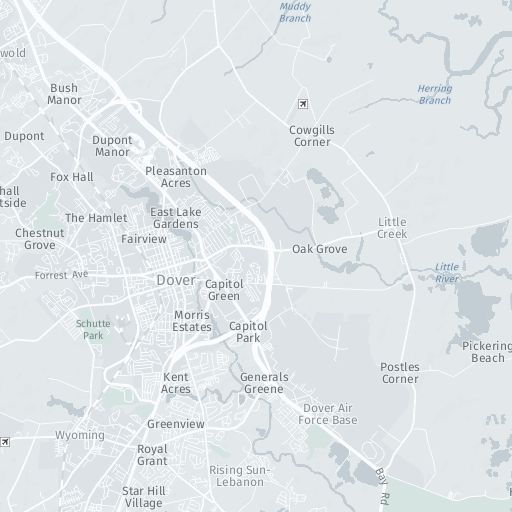 Muddy
Branch
wold
Bush
Manor
Herring
Branch
Cowgills
Corner
Dupont
Dupont
Manor
Pleasanton
Acres
Fox Hall
hall
tside
The Hamlet
East Lake
Gardens
Little
Creek
Chestnut
Grove
Fairview
Oak Grove
Forrest Ave
Dover
Little
River
Capitol
Green
Morris
Estates
Schutte
Park
Capitol
Park
Pickering
Beach
Postles
Corner
Kent
Acres
Generals
Greene
Dover Air
Force Base
Greenview
Wyoming
Royal
Grant
Rising Sun-
Lebanon
Bay Rd
Star Hill
Village